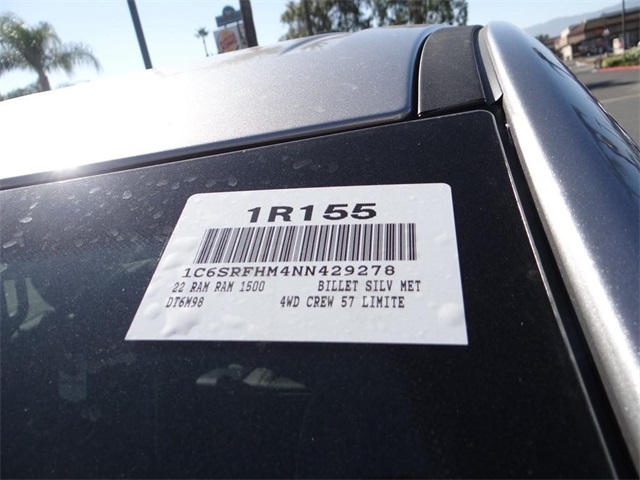 1R155
1C6SRFHM4NN429278
22 RAM RAM 1500 BILLET SILV MET
DT6M98 4WD CREW 57 LIMITE